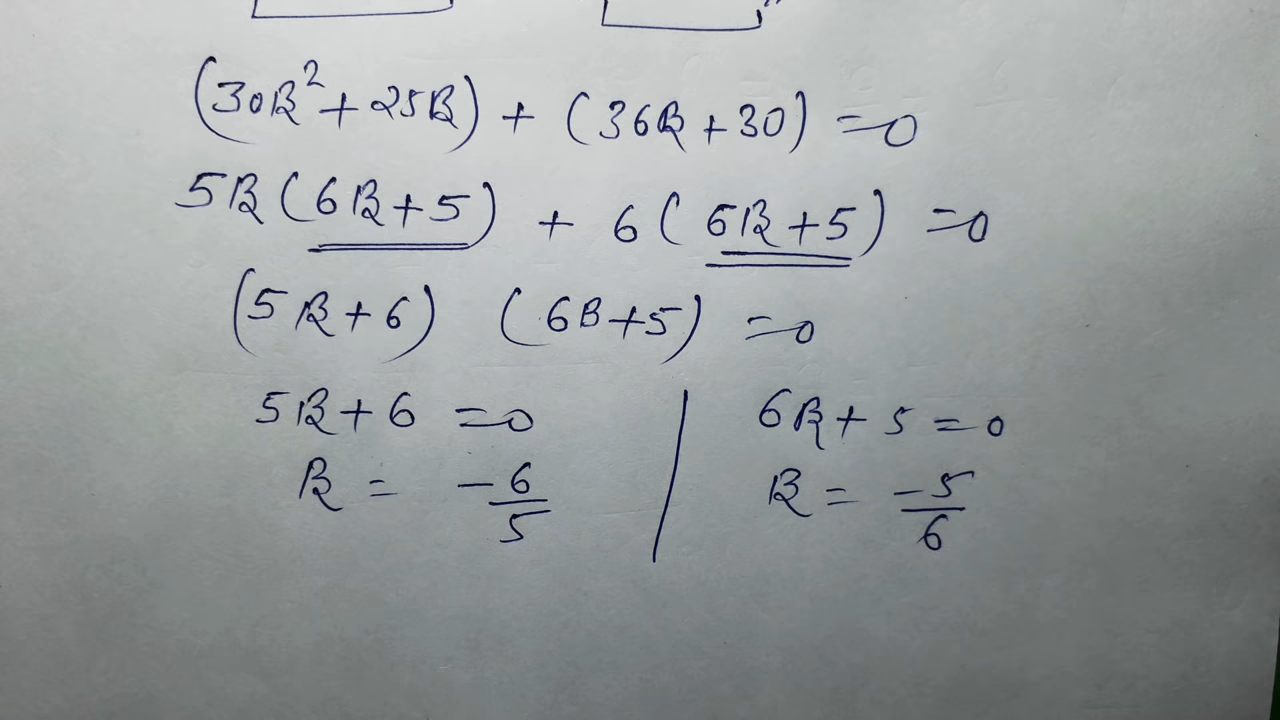 (30R² + 25R) + (36R + 30) = 0
5R (6R + 5) + 6 (6R + 5) = 0
(5R + 6) (6R + 5) = 0
5R + 6 = 0 | 6R + 5 = 0
R = -6/5 | R = -5/6